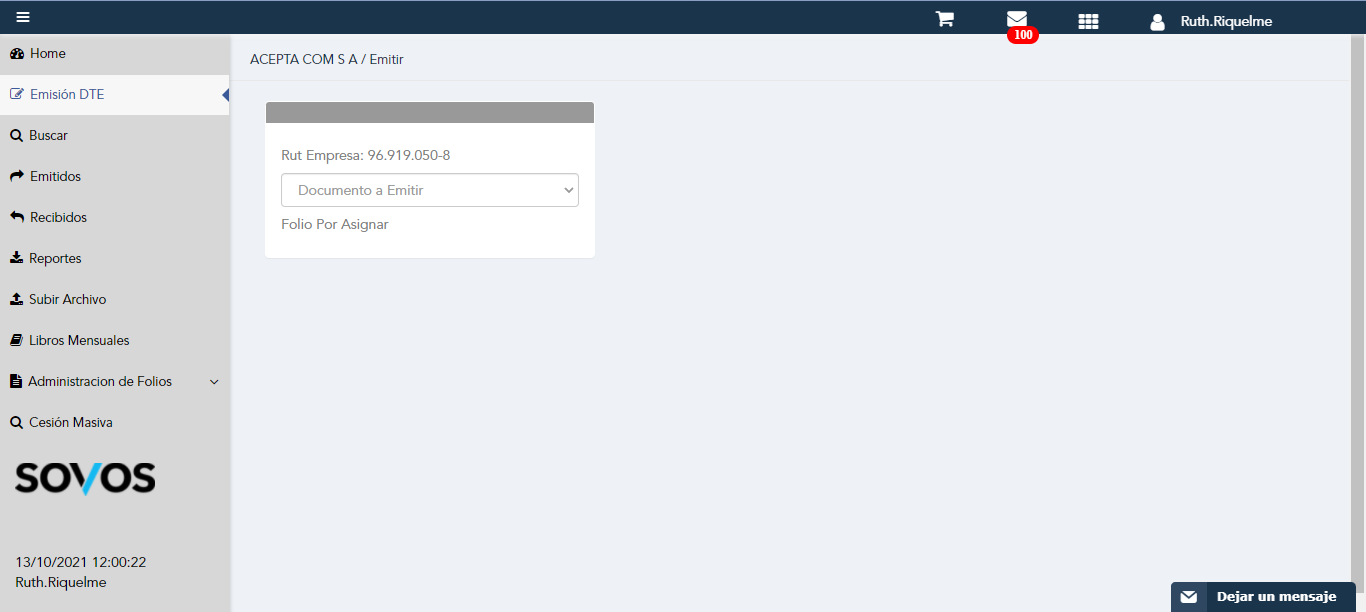 100
Ruth.Riquelme
Home
Emisión DTE
Buscar
Emitidos
Recibidos
Reportes
Subir Archivo
Libros Mensuales
Administracion de Folios
Cesión Masiva
SOVOS
13/10/2021 12:00:22
Ruth.Riquelme
ACEPTA COM S A / Emitir
Rut Empresa: 96.919.050-8
Documento a Emitir
Folio Por Asignar
Dejar un mensaje